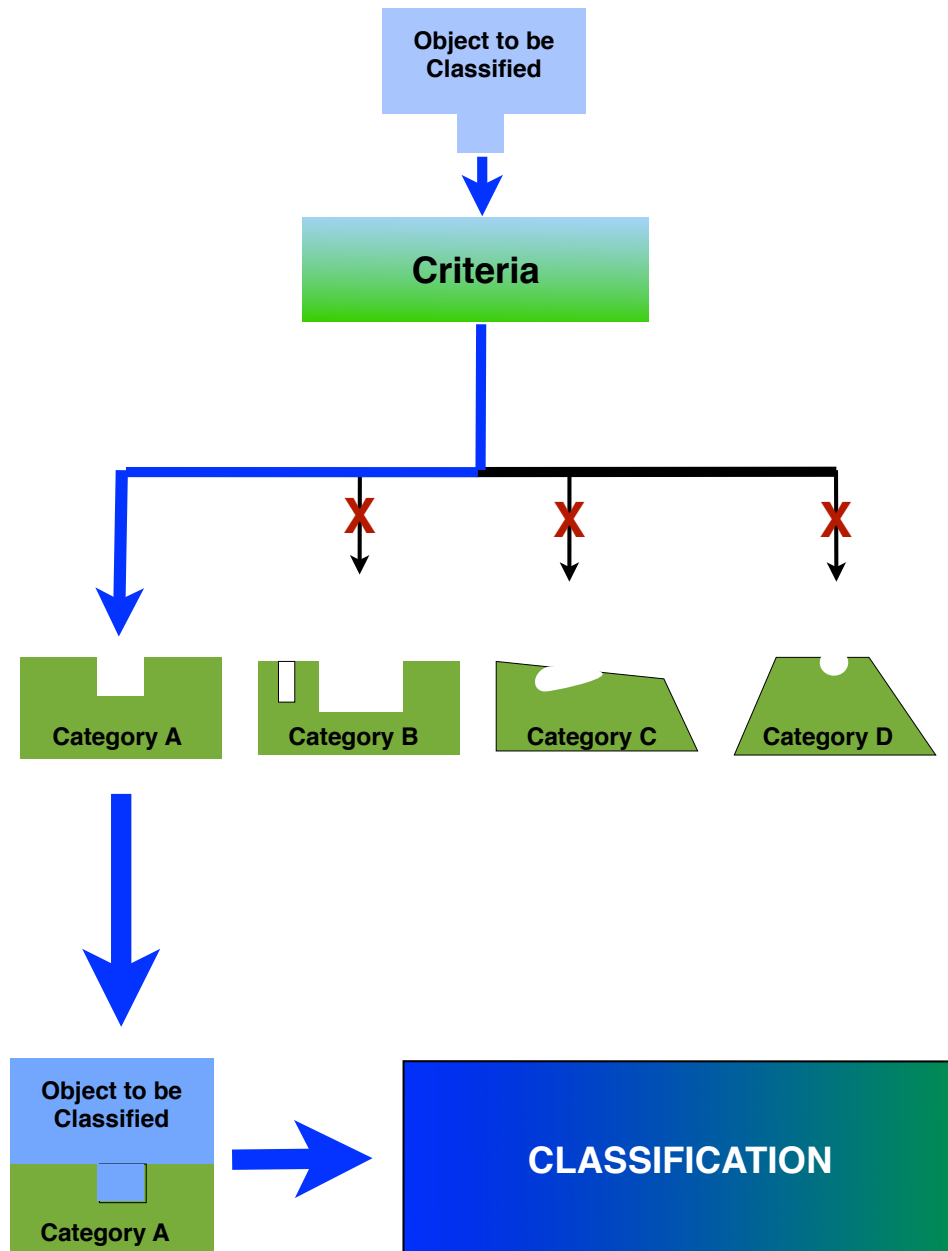 Object to be
Classified
Criteria
X X X
Category A Category B Category C Category D
Object to be
Classified
Category A
CLASSIFICATION